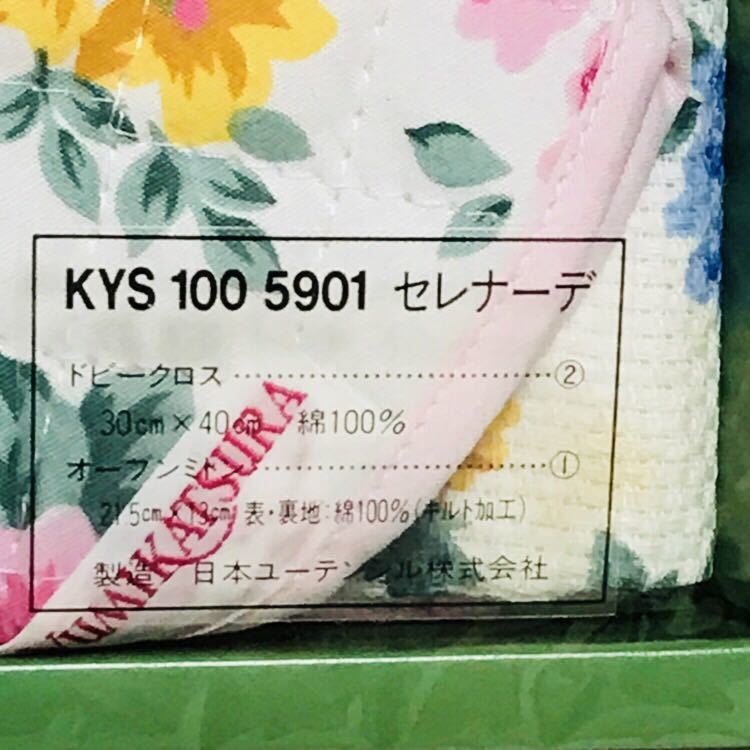 KYS 100 5901 セレナーデ
ドビークロス……………………②
30cm×40cm 綿100%
オーブンミトン……………………①
21.5cm×13cm 表・裏地:綿100%(キルト加工)
製造 日本ユーテンシル株式会社
YUMI KATSURA